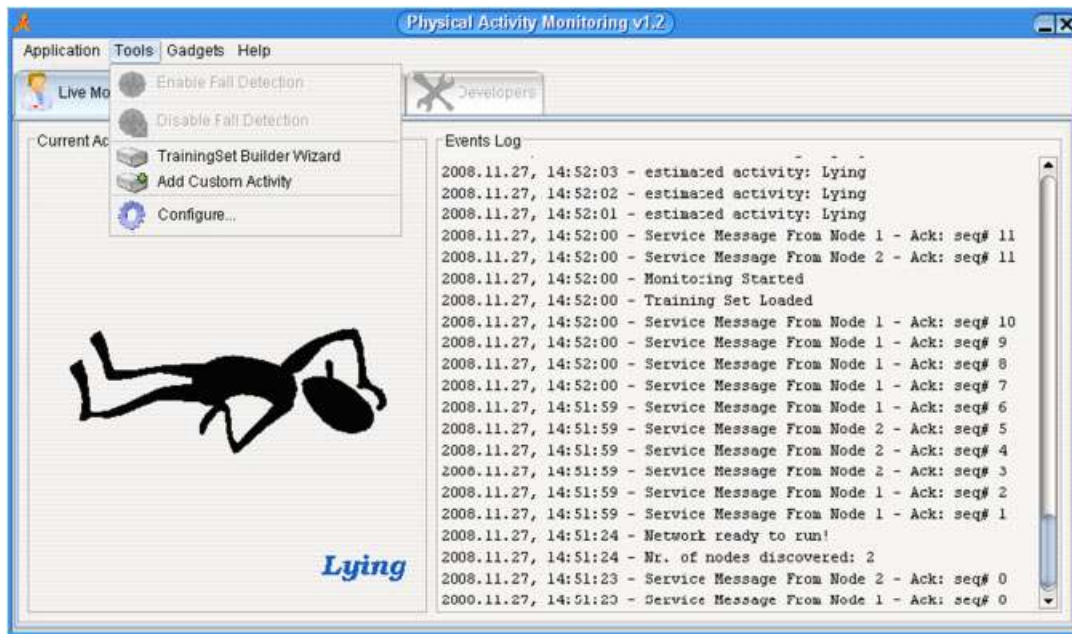 Physical Activity Monitoring v1.2
Application Tools Gadgets Help
Live Mo
Developers
Enable Fall Detection
Disable Fall Detection
TrainingSet Builder Wizard
Add Custom Activity
Configure...
Current Ac
Lying
Events Log
2008.11.27, 14:52:03 - estimated activity: Lying
2008.11.27, 14:52:02 - estimated activity: Lying
2008.11.27, 14:52:01 - estimated activity: Lying
2008.11.27, 14:52:00 - Service Message From Node 1 - Ack: seq# 11
2008.11.27, 14:52:00 - Service Message From Node 2 - Ack: seq# 11
2008.11.27, 14:52:00 - Monitoring Started
2008.11.27, 14:52:00 - Training Set Loaded
2008.11.27, 14:52:00 - Service Message From Node 1 - Ack: seq# 10
2008.11.27, 14:52:00 - Service Message From Node 1 - Ack: seq# 9
2008.11.27, 14:52:00 - Service Message From Node 1 - Ack: seq# 8
2008.11.27, 14:52:00 - Service Message From Node 1 - Ack: seq# 7
2008.11.27, 14:51:59 - Service Message From Node 1 - Ack: seq# 6
2008.11.27, 14:51:59 - Service Message From Node 2 - Ack: seq# 5
2008.11.27, 14:51:59 - Service Message From Node 2 - Ack: seq# 4
2008.11.27, 14:51:59 - Service Message From Node 2 - Ack: seq# 3
2008.11.27, 14:51:59 - Service Message From Node 1 - Ack: seq# 2
2008.11.27, 14:51:59 - Service Message From Node 1 - Ack: seq# 1
2008.11.27, 14:51:24 - Network ready to run!
2008.11.27, 14:51:24 - Nr. of nodes discovered: 2
2008.11.27, 14:51:23 - Service Message From Node 2 - Ack: seq# 0
2008.11.27, 14:51:23 - Service Message From Node 1 - Ack: seq# 0